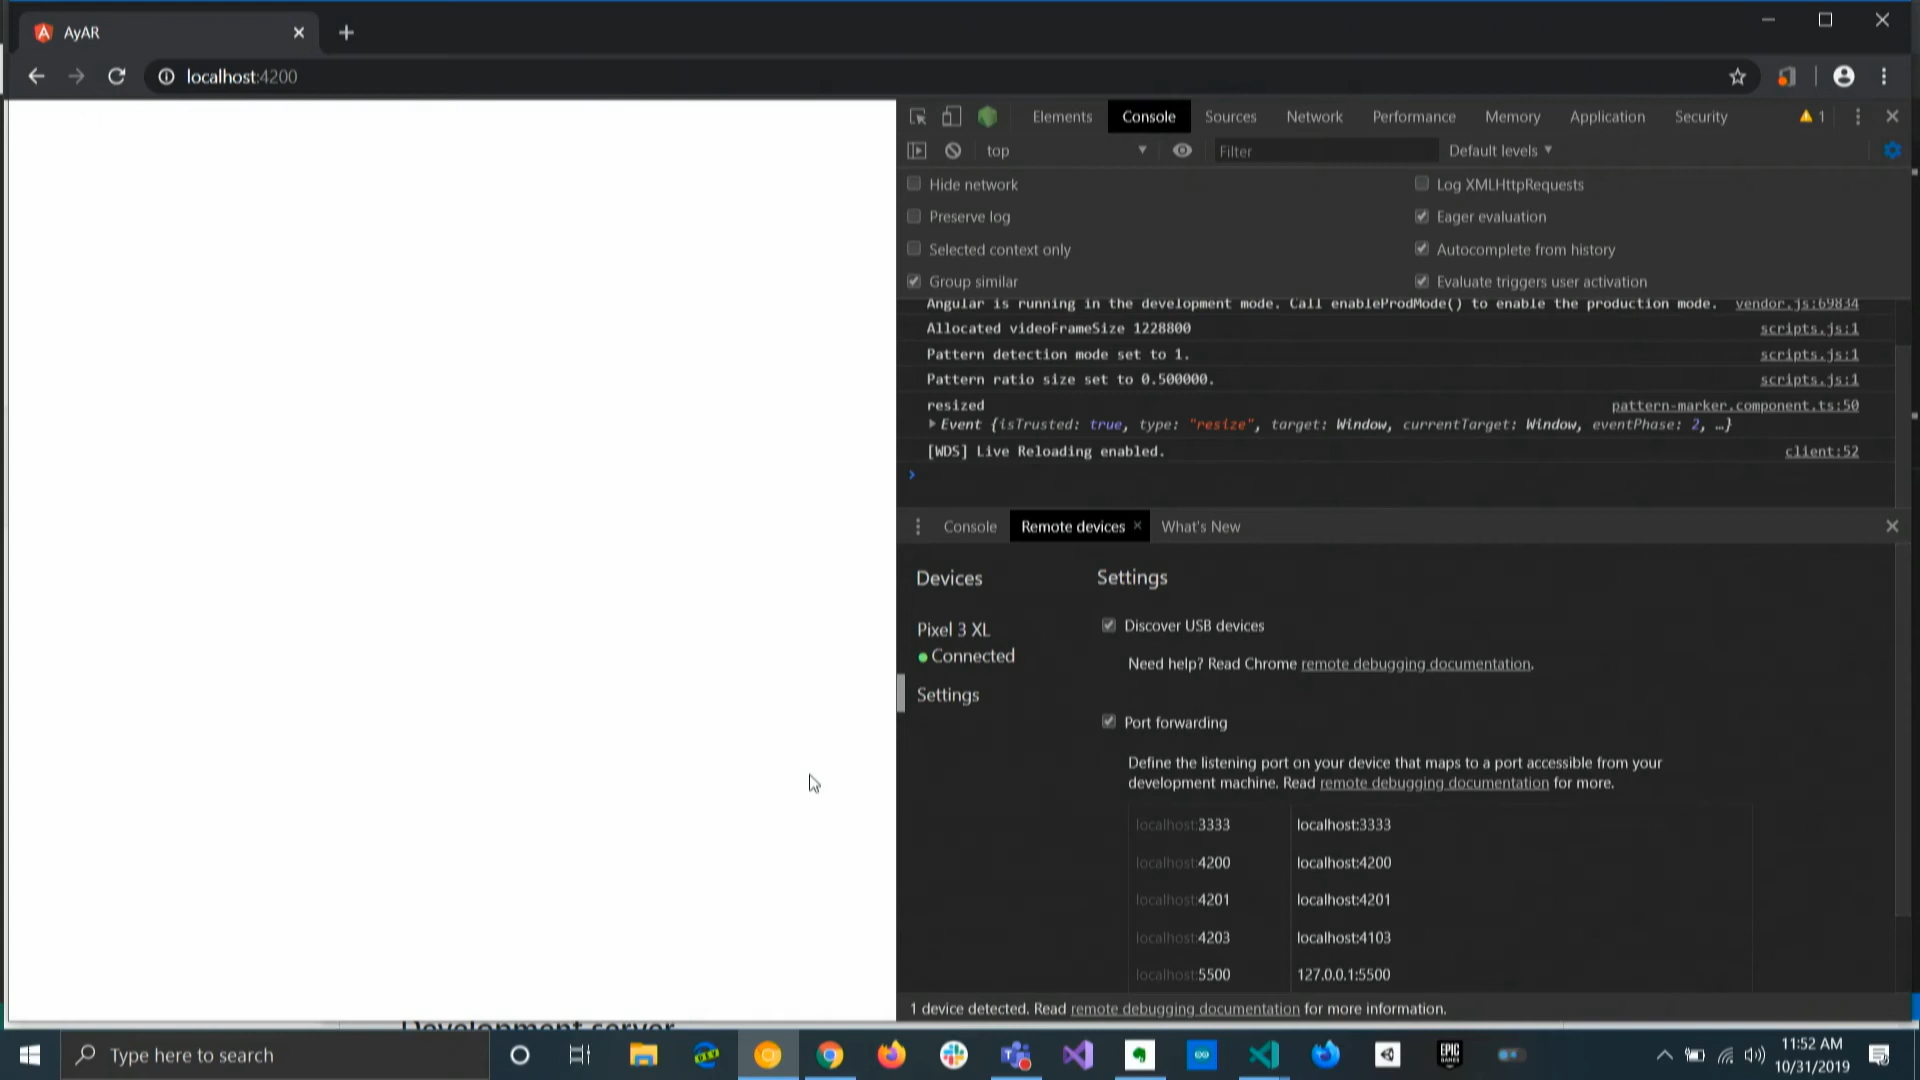 AyAR
localhost:4200
Elements Console Sources Network Performance Memory Application Security 1
top Filter Default levels
Hide network Log XMLHttpRequests
Preserve log Eager evaluation
Selected context only Autocomplete from history
Group similar Evaluate triggers user activation
Angular is running in the development mode. Call enableProdMode() to enable the production mode. vendor.js:69834
Allocated videoFrameSize 1228800 scripts.js:1
Pattern detection mode set to 1. scripts.js:1
Pattern ratio size set to 0.500000. scripts.js:1
resized pattern-marker.component.ts:50
Event {isTrusted: true, type: "resize", target: Window, currentTarget: Window, eventPhase: 2, …}
[WDS] Live Reloading enabled. client:52
Console Remote devices What's New
Devices Settings
Pixel 3 XL Discover USB devices
Connected
Need help? Read Chrome remote debugging documentation.
Settings
Port forwarding
Define the listening port on your device that maps to a port accessible from your
development machine. Read remote debugging documentation for more.
localhost:3333 localhost:3333
localhost:4200 localhost:4200
localhost:4201 localhost:4201
localhost:4203 localhost:4103
localhost:5500 127.0.0.1:5500
1 device detected. Read remote debugging documentation for more information.
Development server
Type here to search
EPIC GAMES
11:52 AM
10/31/2019